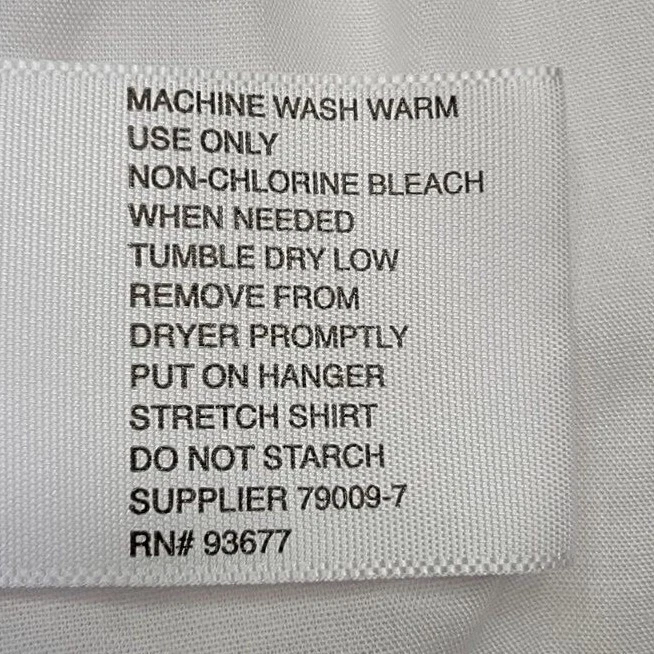 MACHINE WASH WARM
USE ONLY
NON-CHLORINE BLEACH
WHEN NEEDED
TUMBLE DRY LOW
REMOVE FROM
DRYER PROMPTLY
PUT ON HANGER
STRETCH SHIRT
DO NOT STARCH
SUPPLIER 79009-7
RN# 93677